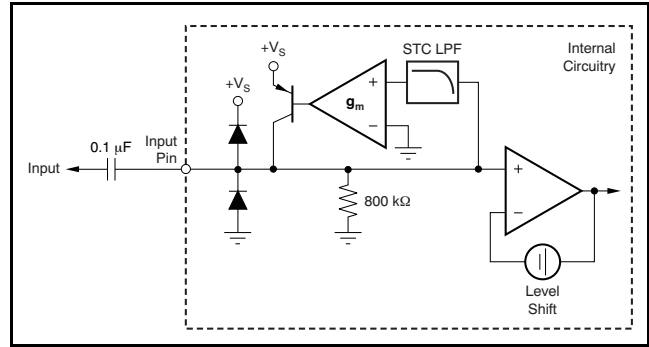 +VS
STC LPF
Internal
Circuitry
+VS
+
gm
−
0.1 μF
Input
Pin
Input
800 kΩ
+
−
Level
Shift